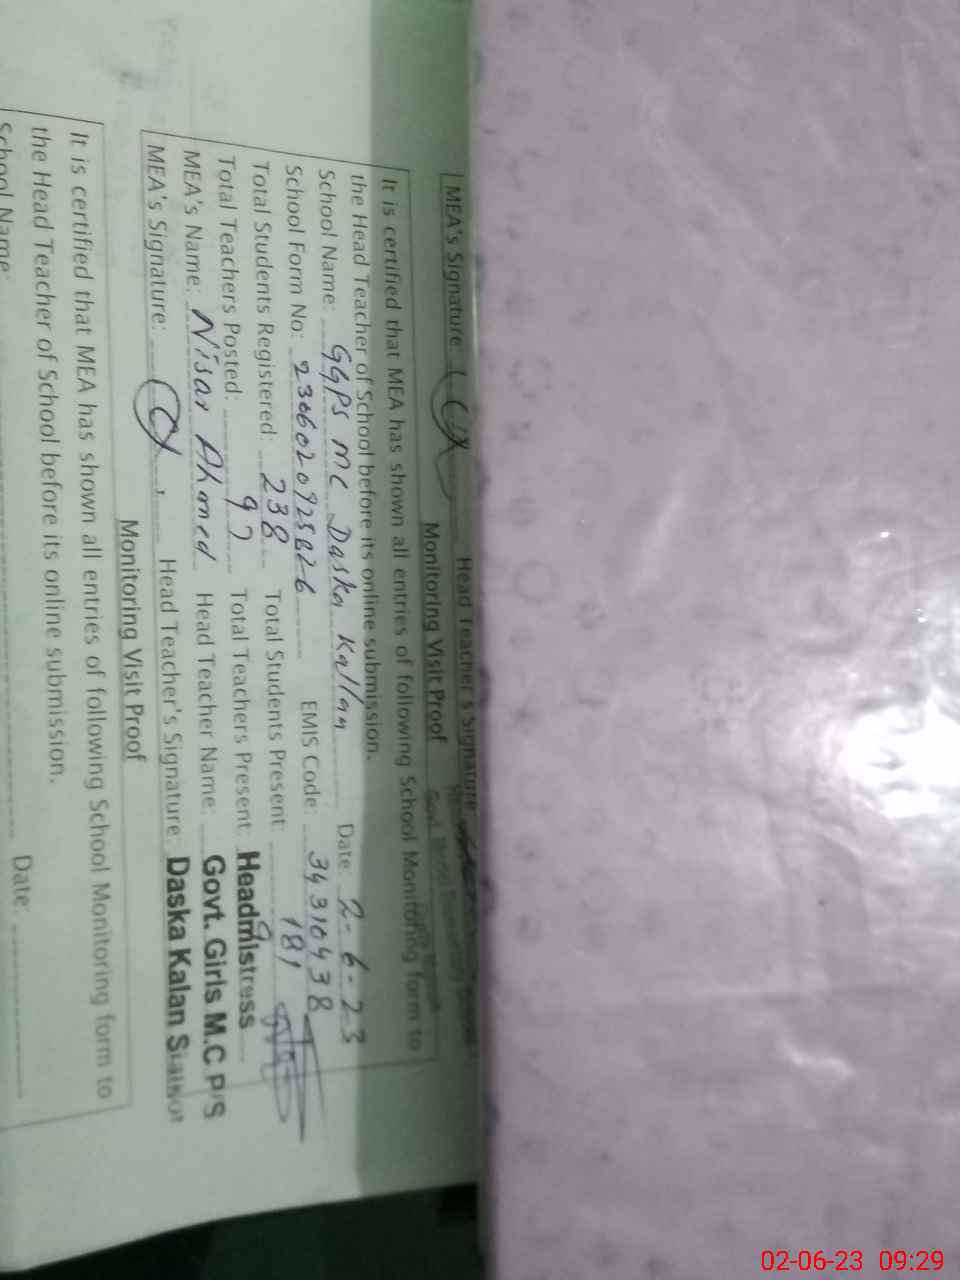 MEA's Signature: Head Teacher's Signature:
Monitoring Visit Proof
It is certified that MEA has shown all entries of following School Monitoring form to
the Head Teacher of School before its online submission.
School Name: GGPS MC Daska Kallan Date: 2-6-23
School Form No: EMIS Code: 34310438
Total Students Registered: 238 Total Students Present: 181
Total Teachers Posted: Total Teachers Present: 9
MEA's Name: Nisar Ahmed Head Teacher Name:
MEA's Signature: Head Teacher's Signature:
Headmistress
Govt. Girls M.C P/S
Daska Kalan Sialkot
Monitoring Visit Proof
It is certified that MEA has shown all entries of following School Monitoring form to
the Head Teacher of School before its online submission.
School Name: Date:
02-06-23 09:29